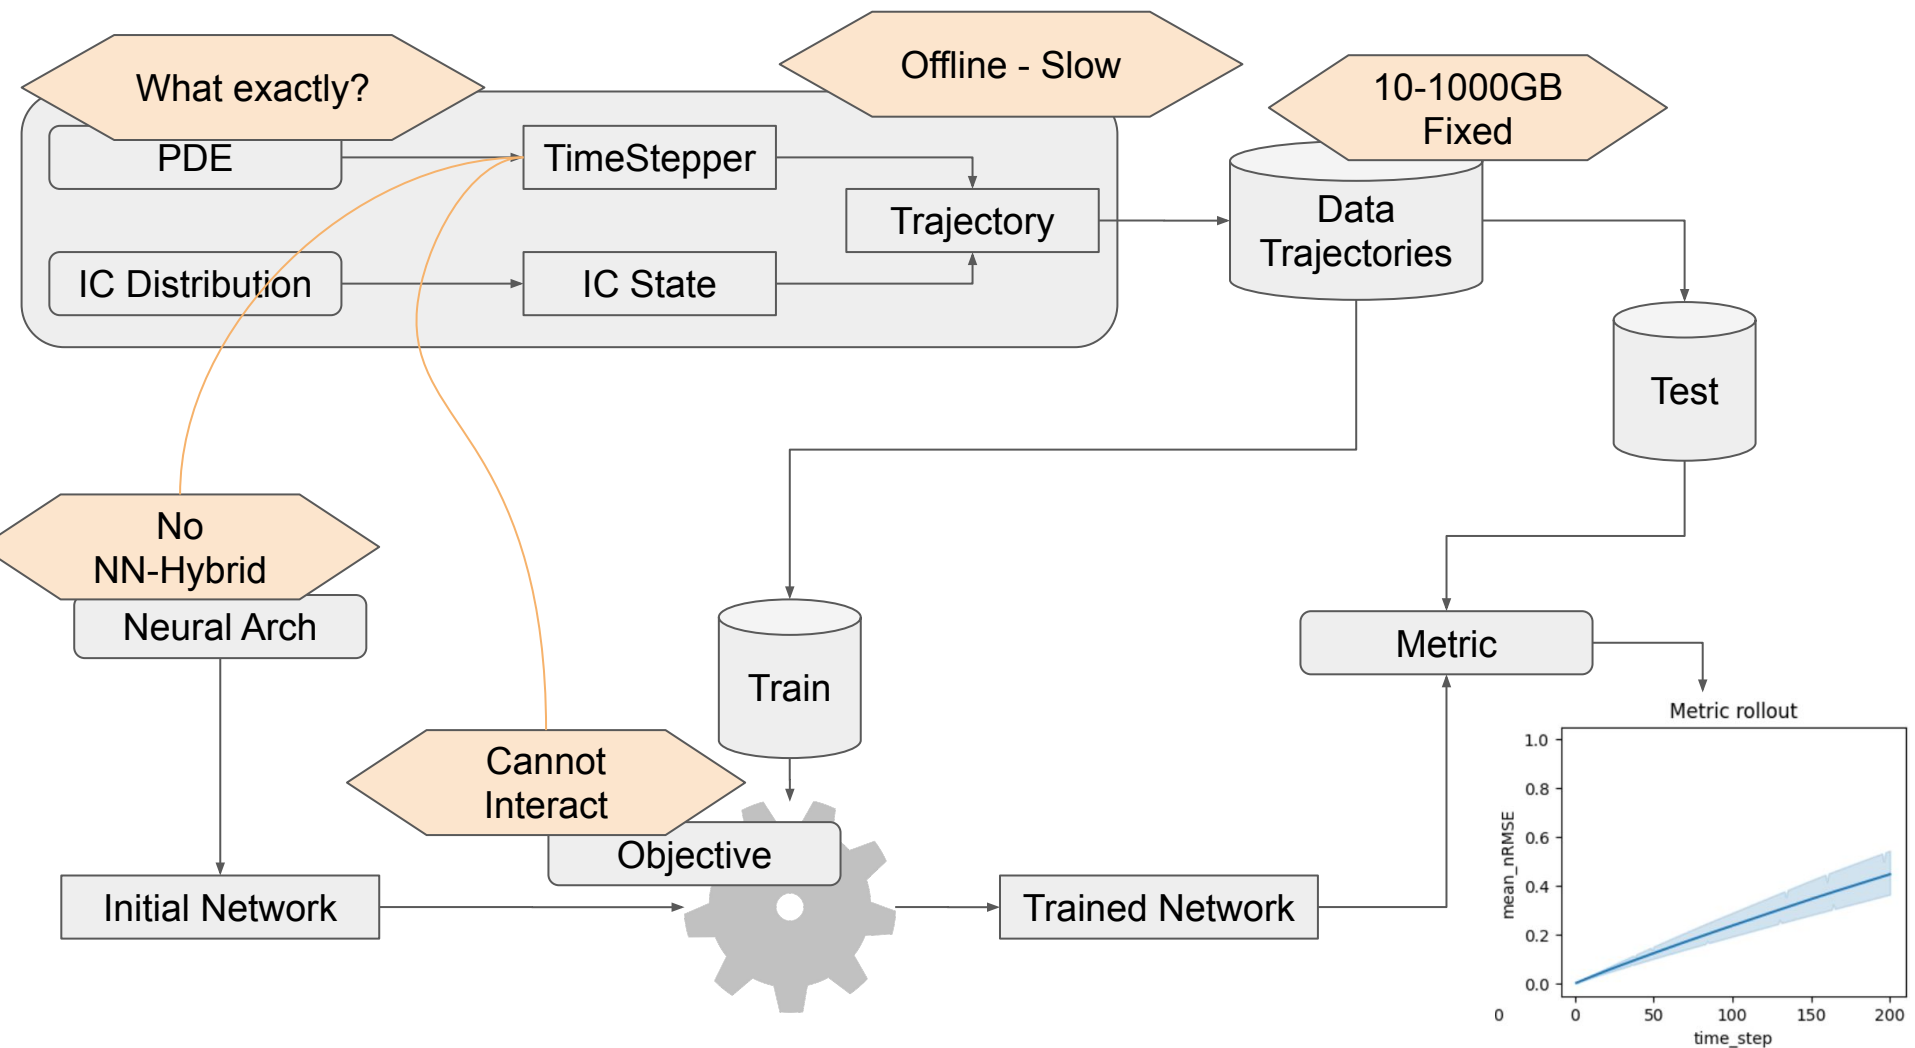 What exactly?
Offline - Slow
10-1000GB
Fixed
PDE
TimeStepper
Trajectory
Data
Trajectories
IC Distribution
IC State
Test
No
NN-Hybrid
Neural Arch
Train
Metric
Cannot
Interact
Objective
Initial Network
Trained Network
Metric rollout
1.0
0.8
0.6
0.4
0.2
0.0
mean_nRMSE
0
0
50
100
150
200
time_step